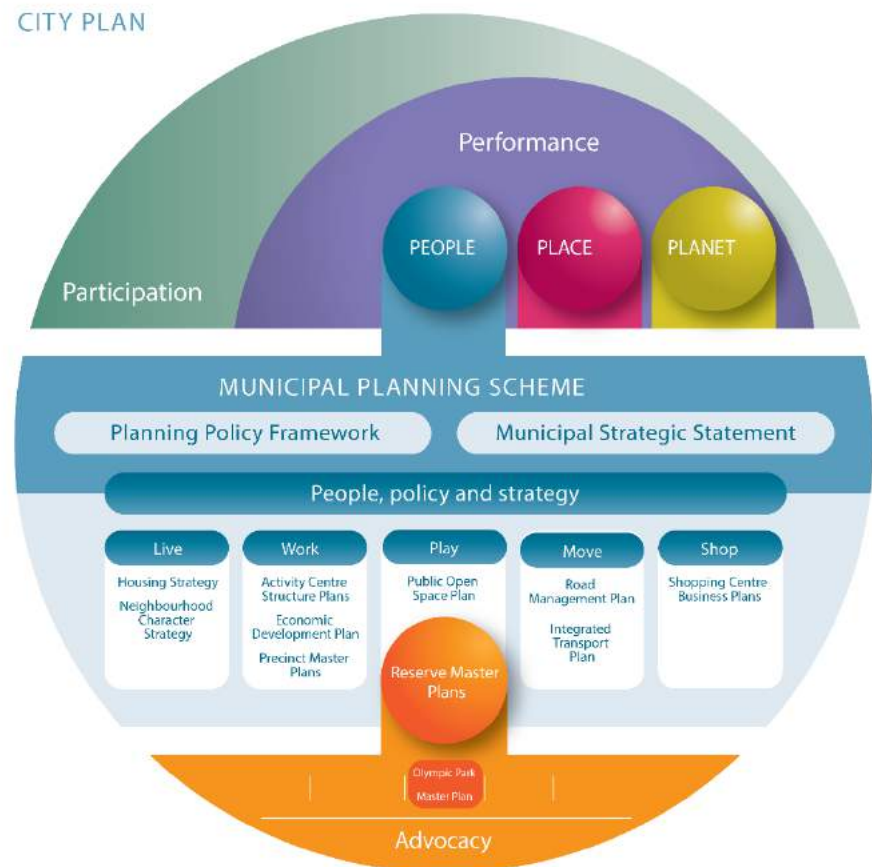 CITY PLAN
Performance
PEOPLE
PLACE
PLANET
Participation
MUNICIPAL PLANNING SCHEME
Planning Policy Framework
Municipal Strategic Statement
People, policy and strategy
Live
Housing Strategy
Neighbourhood
Character
Strategy
Work
Activity Centre
Structure Plans
Economic
Development Plan
Precinct Master
Plans
Play
Public Open
Space Plan
Reserve Master
Plans
Move
Road
Management Plan
Integrated
Transport
Plan
Shop
Shopping Centre
Business Plans
Olympic Park
Master Plan
Advocacy